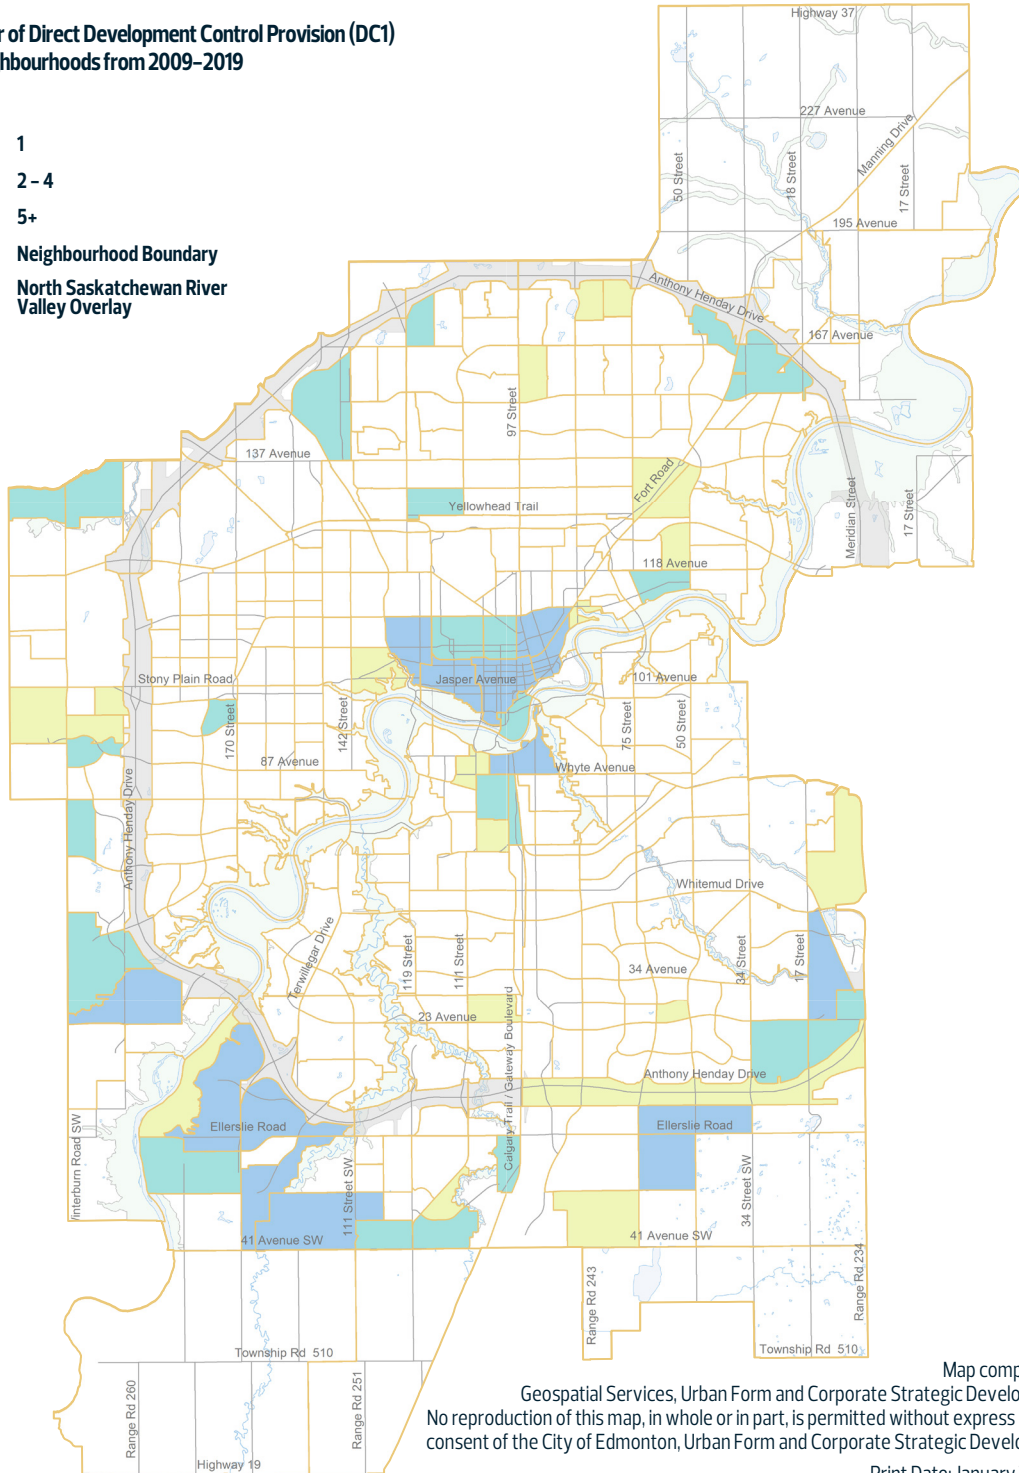 r of Direct Development Control Provision (DC1)
hbourhoods from 2009–2019
1
2 – 4
5+
Neighbourhood Boundary
North Saskatchewan River
Valley Overlay
Highway 37
227 Avenue
Manning Drive
50 Street
18 Street
17 Street
195 Avenue
Anthony Henday Drive
167 Avenue
97 Street
137 Avenue
Fort Road
Yellowhead Trail
Meridian Street
17 Street
118 Avenue
Stony Plain Road
Jasper Avenue
101 Avenue
170 Street
142 Street
75 Street
50 Street
87 Avenue
Whyte Avenue
Anthony Henday Drive
Whitemud Drive
Terwillegar Drive
119 Street
111 Street
34 Avenue
34 Street
17 Street
23 Avenue
Calgary Trail / Gateway Boulevard
Anthony Henday Drive
Ellerslie Road
Ellerslie Road
Winterburn Road SW
111 Street SW
34 Street SW
41 Avenue SW
41 Avenue SW
Range Rd 243
Range Rd 234
Township Rd 510
Township Rd 510
Range Rd 260
Range Rd 251
Highway 19
Map comp
Geospatial Services, Urban Form and Corporate Strategic Develo
No reproduction of this map, in whole or in part, is permitted without express
consent of the City of Edmonton, Urban Form and Corporate Strategic Develo
Print Date: January